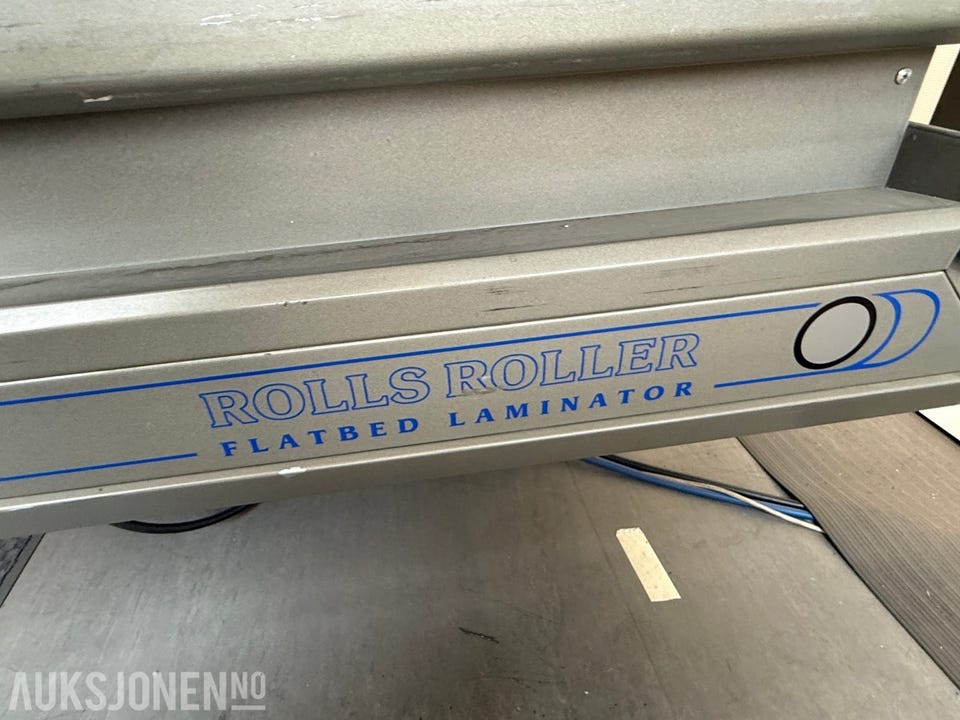 ROLLS ROLLER
FLATBED LAMINATOR
AUKSJONEN NO